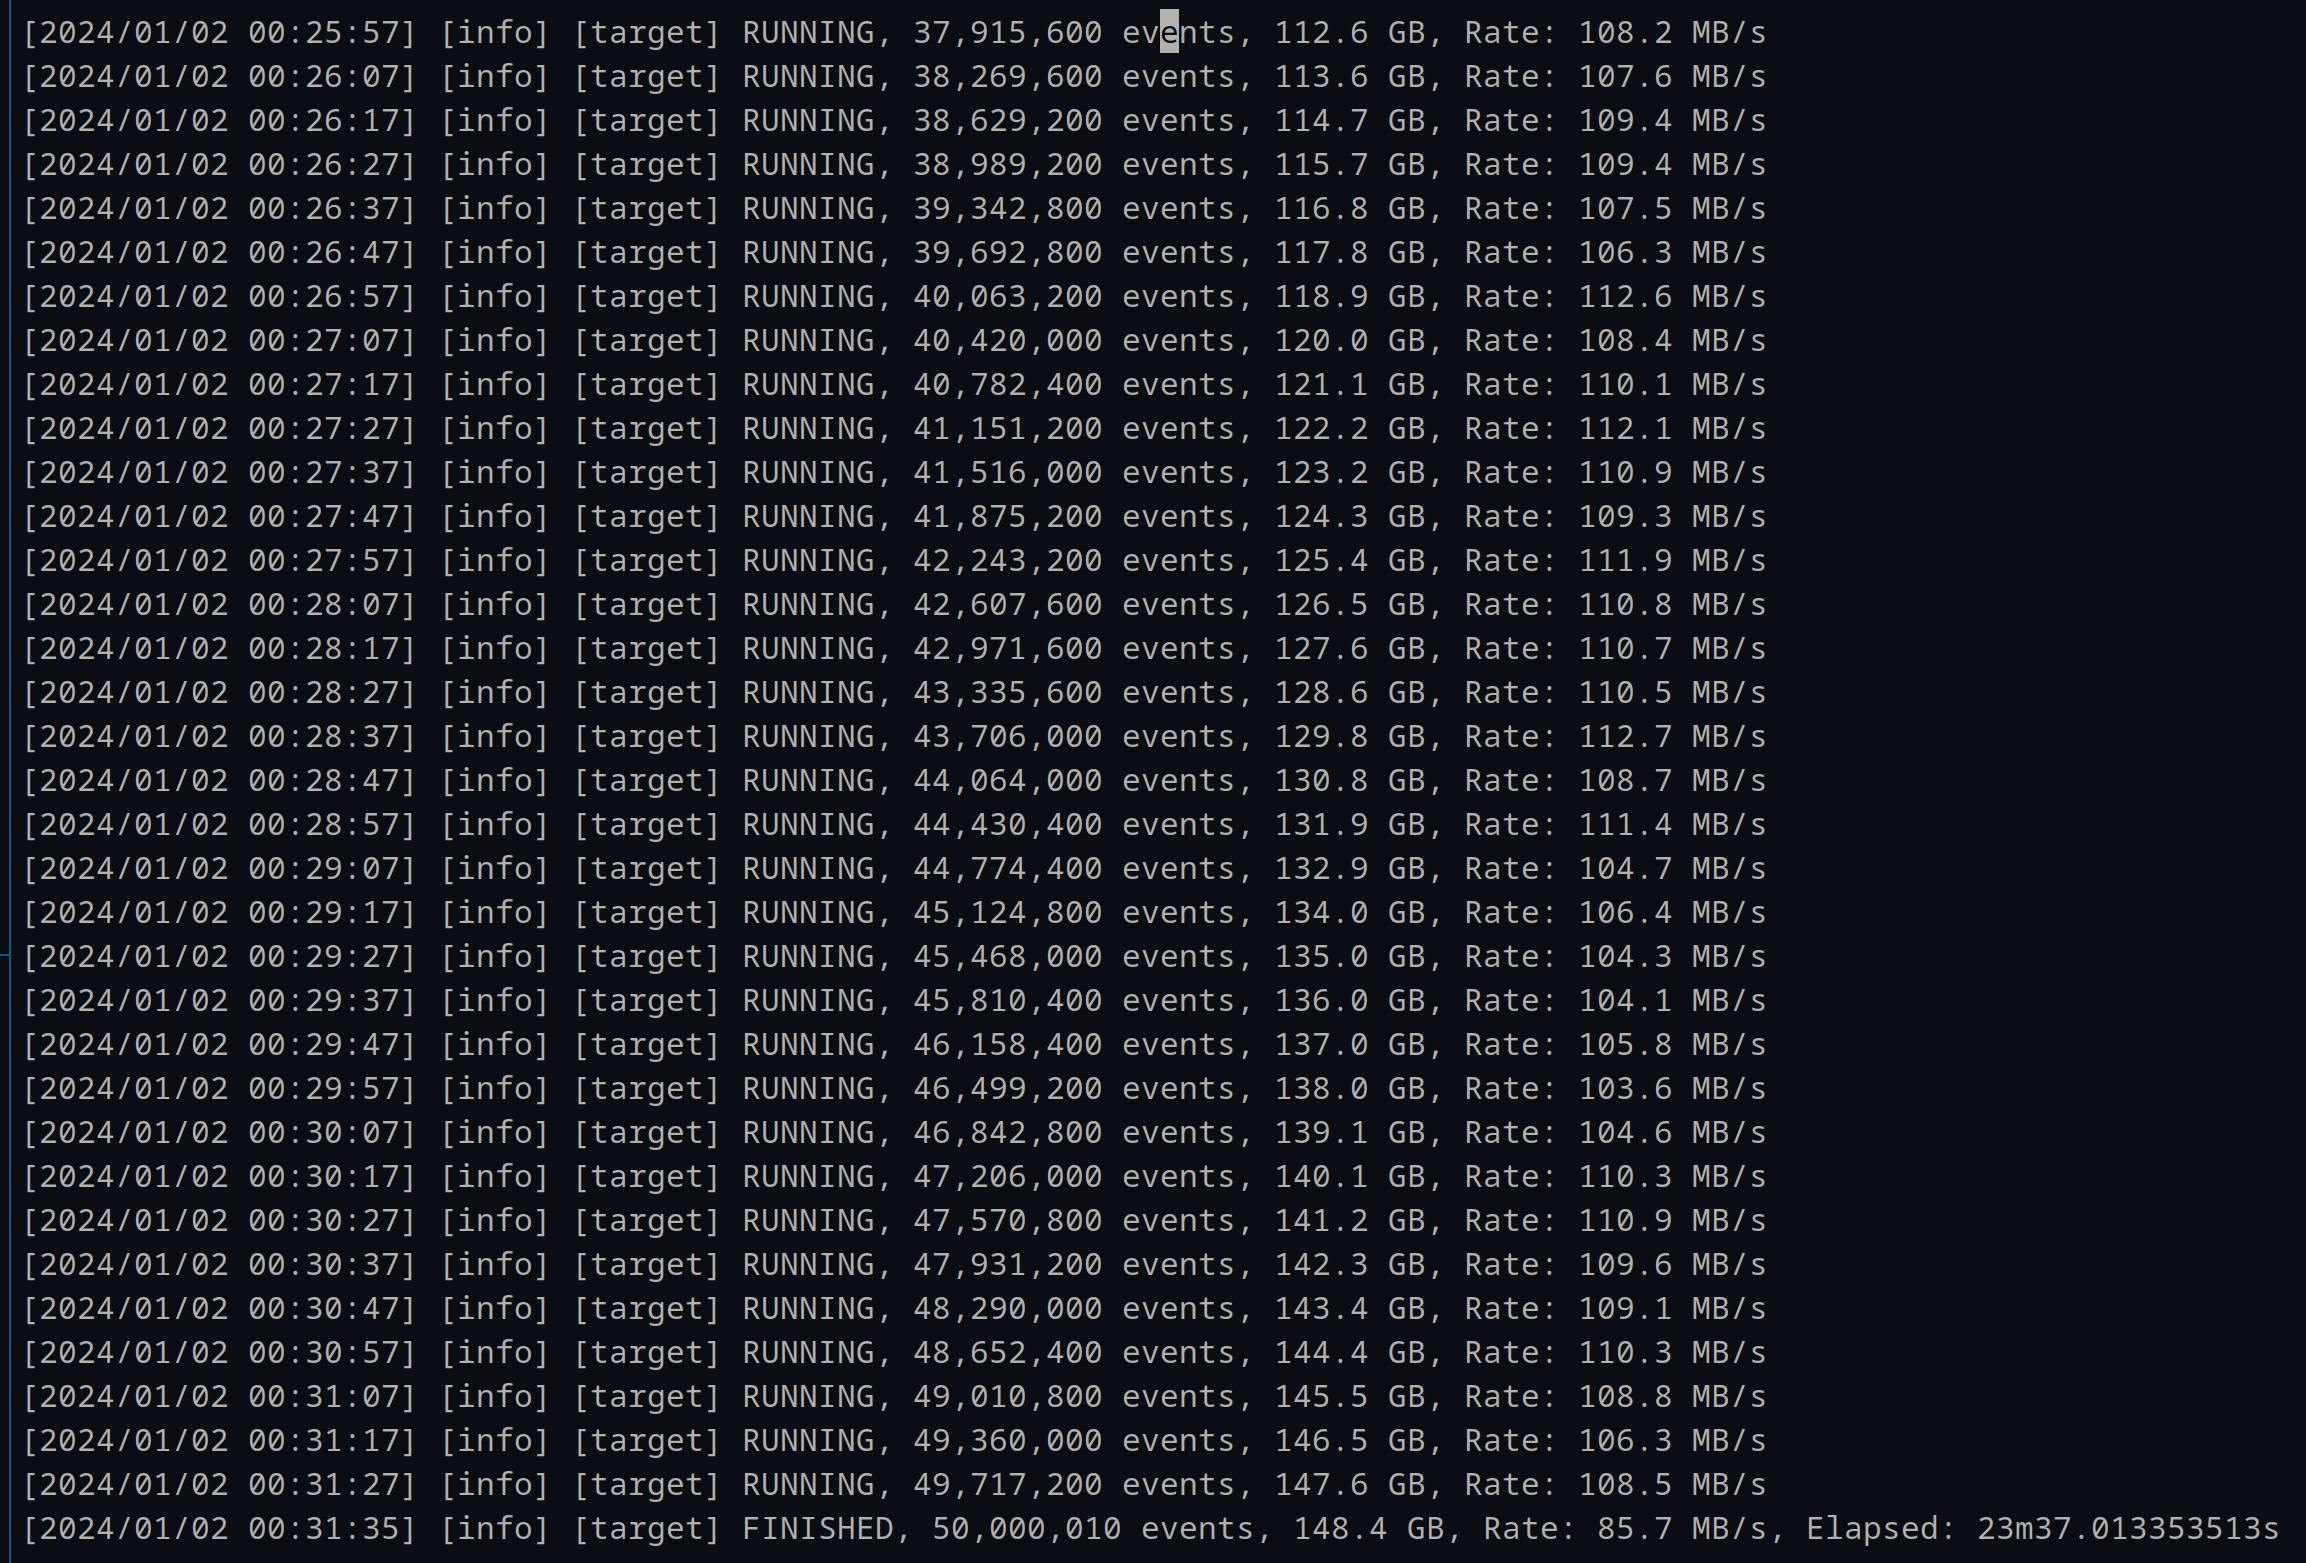 [2024/01/02 00:25:57] [info] [target] RUNNING, 37,915,600 events, 112.6 GB, Rate: 108.2 MB/s
[2024/01/02 00:26:07] [info] [target] RUNNING, 38,269,600 events, 113.6 GB, Rate: 107.6 MB/s
[2024/01/02 00:26:17] [info] [target] RUNNING, 38,629,200 events, 114.7 GB, Rate: 109.4 MB/s
[2024/01/02 00:26:27] [info] [target] RUNNING, 38,989,200 events, 115.7 GB, Rate: 109.4 MB/s
[2024/01/02 00:26:37] [info] [target] RUNNING, 39,342,800 events, 116.8 GB, Rate: 107.5 MB/s
[2024/01/02 00:26:47] [info] [target] RUNNING, 39,692,800 events, 117.8 GB, Rate: 106.3 MB/s
[2024/01/02 00:26:57] [info] [target] RUNNING, 40,063,200 events, 118.9 GB, Rate: 112.6 MB/s
[2024/01/02 00:27:07] [info] [target] RUNNING, 40,420,000 events, 120.0 GB, Rate: 108.4 MB/s
[2024/01/02 00:27:17] [info] [target] RUNNING, 40,782,400 events, 121.1 GB, Rate: 110.1 MB/s
[2024/01/02 00:27:27] [info] [target] RUNNING, 41,151,200 events, 122.2 GB, Rate: 112.1 MB/s
[2024/01/02 00:27:37] [info] [target] RUNNING, 41,516,000 events, 123.2 GB, Rate: 110.9 MB/s
[2024/01/02 00:27:47] [info] [target] RUNNING, 41,875,200 events, 124.3 GB, Rate: 109.3 MB/s
[2024/01/02 00:27:57] [info] [target] RUNNING, 42,243,200 events, 125.4 GB, Rate: 111.9 MB/s
[2024/01/02 00:28:07] [info] [target] RUNNING, 42,607,600 events, 126.5 GB, Rate: 110.8 MB/s
[2024/01/02 00:28:17] [info] [target] RUNNING, 42,971,600 events, 127.6 GB, Rate: 110.7 MB/s
[2024/01/02 00:28:27] [info] [target] RUNNING, 43,335,600 events, 128.6 GB, Rate: 110.5 MB/s
[2024/01/02 00:28:37] [info] [target] RUNNING, 43,706,000 events, 129.8 GB, Rate: 112.7 MB/s
[2024/01/02 00:28:47] [info] [target] RUNNING, 44,064,000 events, 130.8 GB, Rate: 108.7 MB/s
[2024/01/02 00:28:57] [info] [target] RUNNING, 44,430,400 events, 131.9 GB, Rate: 111.4 MB/s
[2024/01/02 00:29:07] [info] [target] RUNNING, 44,774,400 events, 132.9 GB, Rate: 104.7 MB/s
[2024/01/02 00:29:17] [info] [target] RUNNING, 45,124,800 events, 134.0 GB, Rate: 106.4 MB/s
[2024/01/02 00:29:27] [info] [target] RUNNING, 45,468,000 events, 135.0 GB, Rate: 104.3 MB/s
[2024/01/02 00:29:37] [info] [target] RUNNING, 45,810,400 events, 136.0 GB, Rate: 104.1 MB/s
[2024/01/02 00:29:47] [info] [target] RUNNING, 46,158,400 events, 137.0 GB, Rate: 105.8 MB/s
[2024/01/02 00:29:57] [info] [target] RUNNING, 46,499,200 events, 138.0 GB, Rate: 103.6 MB/s
[2024/01/02 00:30:07] [info] [target] RUNNING, 46,842,800 events, 139.1 GB, Rate: 104.6 MB/s
[2024/01/02 00:30:17] [info] [target] RUNNING, 47,206,000 events, 140.1 GB, Rate: 110.3 MB/s
[2024/01/02 00:30:27] [info] [target] RUNNING, 47,570,800 events, 141.2 GB, Rate: 110.9 MB/s
[2024/01/02 00:30:37] [info] [target] RUNNING, 47,931,200 events, 142.3 GB, Rate: 109.6 MB/s
[2024/01/02 00:30:47] [info] [target] RUNNING, 48,290,000 events, 143.4 GB, Rate: 109.1 MB/s
[2024/01/02 00:30:57] [info] [target] RUNNING, 48,652,400 events, 144.4 GB, Rate: 110.3 MB/s
[2024/01/02 00:31:07] [info] [target] RUNNING, 49,010,800 events, 145.5 GB, Rate: 108.8 MB/s
[2024/01/02 00:31:17] [info] [target] RUNNING, 49,360,000 events, 146.5 GB, Rate: 106.3 MB/s
[2024/01/02 00:31:27] [info] [target] RUNNING, 49,717,200 events, 147.6 GB, Rate: 108.5 MB/s
[2024/01/02 00:31:35] [info] [target] FINISHED, 50,000,010 events, 148.4 GB, Rate: 85.7 MB/s, Elapsed: 23m37.013353513s